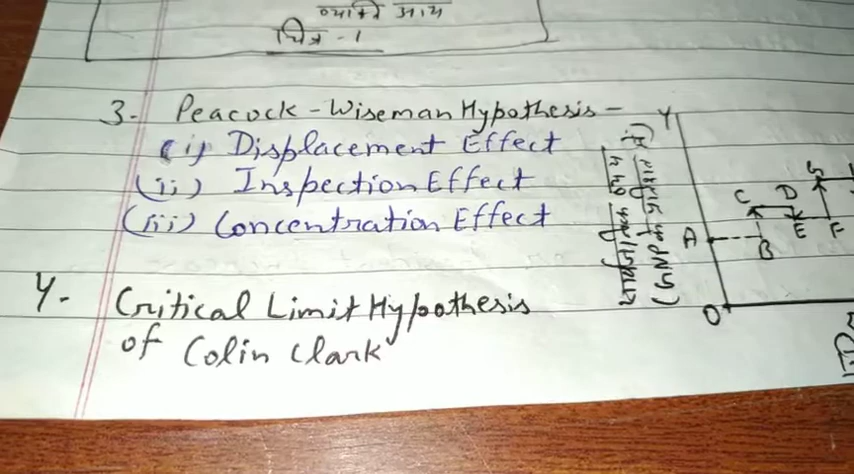 चित्र - 1
3. Peacock - Wiseman Hypothesis -
(i) Displacement Effect
(ii) Inspection Effect
(iii) Concentration Effect
4. Critical Limit Hypothesis
of Colin Clark
Y
G
C D
E F
A
B
O